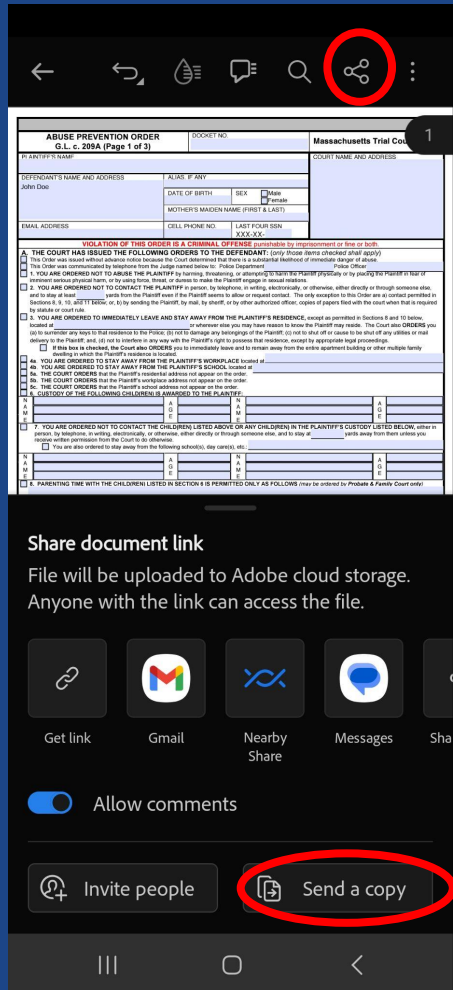 1
ABUSE PREVENTION ORDER
G.L. c. 209A (Page 1 of 3)
DOCKET NO.
Massachusetts Trial Cou
PLAINTIFF'S NAME
COURT NAME AND ADDRESS
DEFENDANT'S NAME AND ADDRESS
John Doe
ALIAS, IF ANY
DATE OF BIRTH
SEX
Male
Female
MOTHER'S MAIDEN NAME (FIRST & LAST)
EMAIL ADDRESS
CELL PHONE NO.
LAST FOUR SSN
XXX-XX-
VIOLATION OF THIS ORDER IS A CRIMINAL OFFENSE punishable by imprisonment or fine or both.
A. THE COURT HAS ISSUED THE FOLLOWING ORDERS TO THE DEFENDANT: (only those items checked shall apply)
This Order was issued without advance notice because the Court determined that there is a substantial likelihood of immediate danger of abuse.
This Order was communicated by telephone from the Judge named below to: Police Department Police Officer
1. YOU ARE ORDERED NOT TO ABUSE THE PLAINTIFF by harming, threatening, or attempting to harm the Plaintiff physically or by placing the Plaintiff in fear of
imminent serious physical harm, or by using force, threat, or duress to make the Plaintiff engage in sexual relations.
2. YOU ARE ORDERED NOT TO CONTACT THE PLAINTIFF in person, by telephone, in writing, electronically, or otherwise, either directly or through someone else,
and to stay at least yards from the Plaintiff even if the Plaintiff seems to allow or request contact. The only exception to this Order are a) contact permitted in
Sections 8, 9, 10, and 11 below; or b) by sending the Plaintiff, by mail, by sheriff, or by other authorized officer, copies of papers filed with the court when that is required
by statute or court rule.
3. YOU ARE ORDERED TO IMMEDIATELY LEAVE AND STAY AWAY FROM THE PLAINTIFF'S RESIDENCE, except as permitted in Sections 8 and 10 below,
located at or wherever else you may have reason to know the Plaintiff may reside. The Court also ORDERS you
(a) to surrender any keys to that residence to the Police; (b) not to damage any belongings of the Plaintiff; (c) not to shut off or cause to be shut off any utilities or mail
delivery to the Plaintiff; and, (d) not to interfere in any way with the Plaintiff's right to possess that residence, except by appropriate legal proceedings.
If this box is checked, the Court also ORDERS you to immediately leave and to remain away from the entire apartment building or other multiple family
dwelling in which the Plaintiff's residence is located.
4a. YOU ARE ORDERED TO STAY AWAY FROM THE PLAINTIFF'S WORKPLACE located at
4b. YOU ARE ORDERED TO STAY AWAY FROM THE PLAINTIFF'S SCHOOL located at
5a. THE COURT ORDERS that the Plaintiff's residential address not appear on the order.
5b. THE COURT ORDERS that the Plaintiff's workplace address not appear on the order.
5c. THE COURT ORDERS that the Plaintiff's school address not appear on the order.
6. CUSTODY OF THE FOLLOWING CHILD(REN) IS AWARDED TO THE PLAINTIFF:
NAME AGE NAME AGE
7. YOU ARE ORDERED NOT TO CONTACT THE CHILD(REN) LISTED ABOVE OR ANY CHILD(REN) IN THE PLAINTIFF'S CUSTODY LISTED BELOW, either in
person, by telephone, in writing, electronically, or otherwise, either directly or through someone else, and to stay at yards away from them unless you
receive written permission from the Court to do otherwise.
You are also ordered to stay away from the following school(s), day care(s), etc.:
NAME AGE NAME AGE
8. PARENTING TIME WITH THE CHILD(REN) LISTED IN SECTION 6 IS PERMITTED ONLY AS FOLLOWS (may be ordered by Probate & Family Court only)
Share document link
File will be uploaded to Adobe cloud storage.
Anyone with the link can access the file.
Get link
Gmail
Nearby
Share
Messages
Sha
Allow comments
Invite people
Send a copy